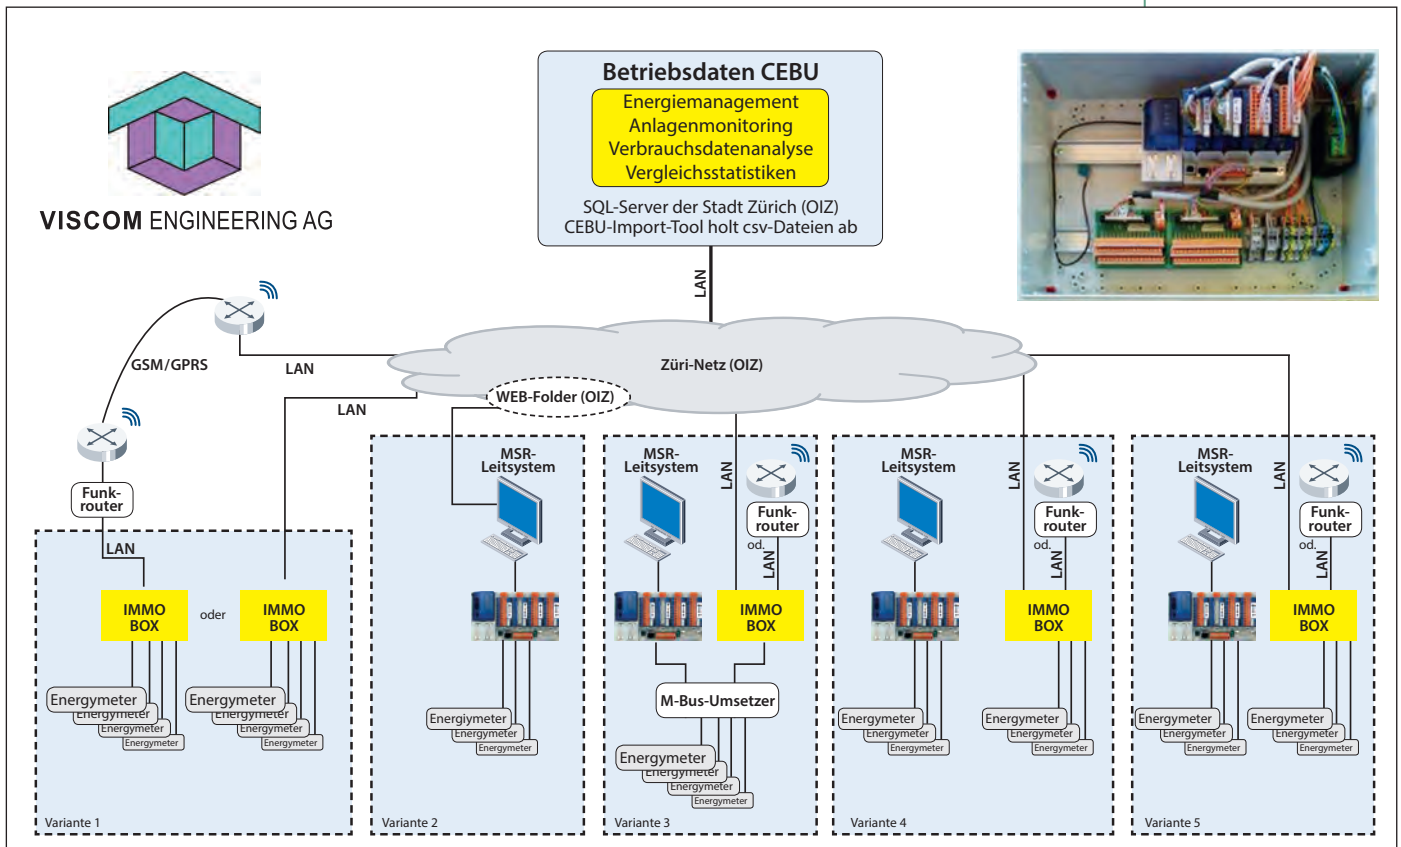 Betriebsdaten CEBU
Energiemanagement
Anlagenmonitoring
Verbrauchsdatenanalyse
Vergleichsstatistiken
SQL-Server der Stadt Zürich (OIZ)
CEBU-Import-Tool holt csv-Dateien ab
VISCOM ENGINEERING AG
LAN
GSM/GPRS
LAN
Züri-Netz (OIZ)
WEB-Folder (OIZ)
LAN
Funk-
router
LAN
IMMO
BOX
oder
IMMO
BOX
Energymeter
Energymeter
Energymeter
Energymeter
Energymeter
Energymeter
Energymeter
Energymeter
Variante 1
MSR-
Leitsystem
Energiymeter
Energymeter
Energymeter
Variante 2
MSR-
Leitsystem
LAN
Funk-
router
od.
LAN
IMMO
BOX
M-Bus-Umsetzer
Energymeter
Energymeter
Energymeter
Energymeter
Variante 3
MSR-
Leitsystem
LAN
Funk-
router
od.
LAN
IMMO
BOX
Energymeter
Energymeter
Energymeter
Energymeter
Energymeter
Energymeter
Variante 4
MSR-
Leitsystem
LAN
Funk-
router
od.
LAN
IMMO
BOX
Energymeter
Energymeter
Energymeter
Energymeter
Energymeter
Energymeter
Variante 5